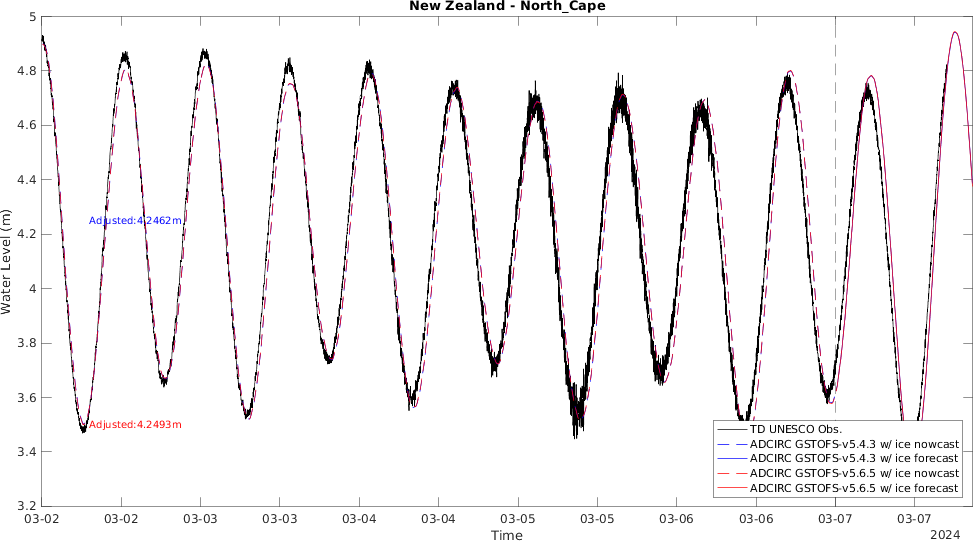 New Zealand - North_Cape
Water Level (m)
5
4.8
4.6
4.4
4.2
4
3.8
3.6
3.4
3.2
Adjusted:4.2462m
Adjusted:4.2493m
TD UNESCO Obs.
ADCIRC GSTOFS-v5.4.3 w/ ice nowcast
ADCIRC GSTOFS-v5.4.3 w/ ice forecast
ADCIRC GSTOFS-v5.6.5 w/ ice nowcast
ADCIRC GSTOFS-v5.6.5 w/ ice forecast
03-02 03-02 03-03 03-03 03-04 03-04 03-05 03-05 03-06 03-06 03-07 03-07
Time
2024